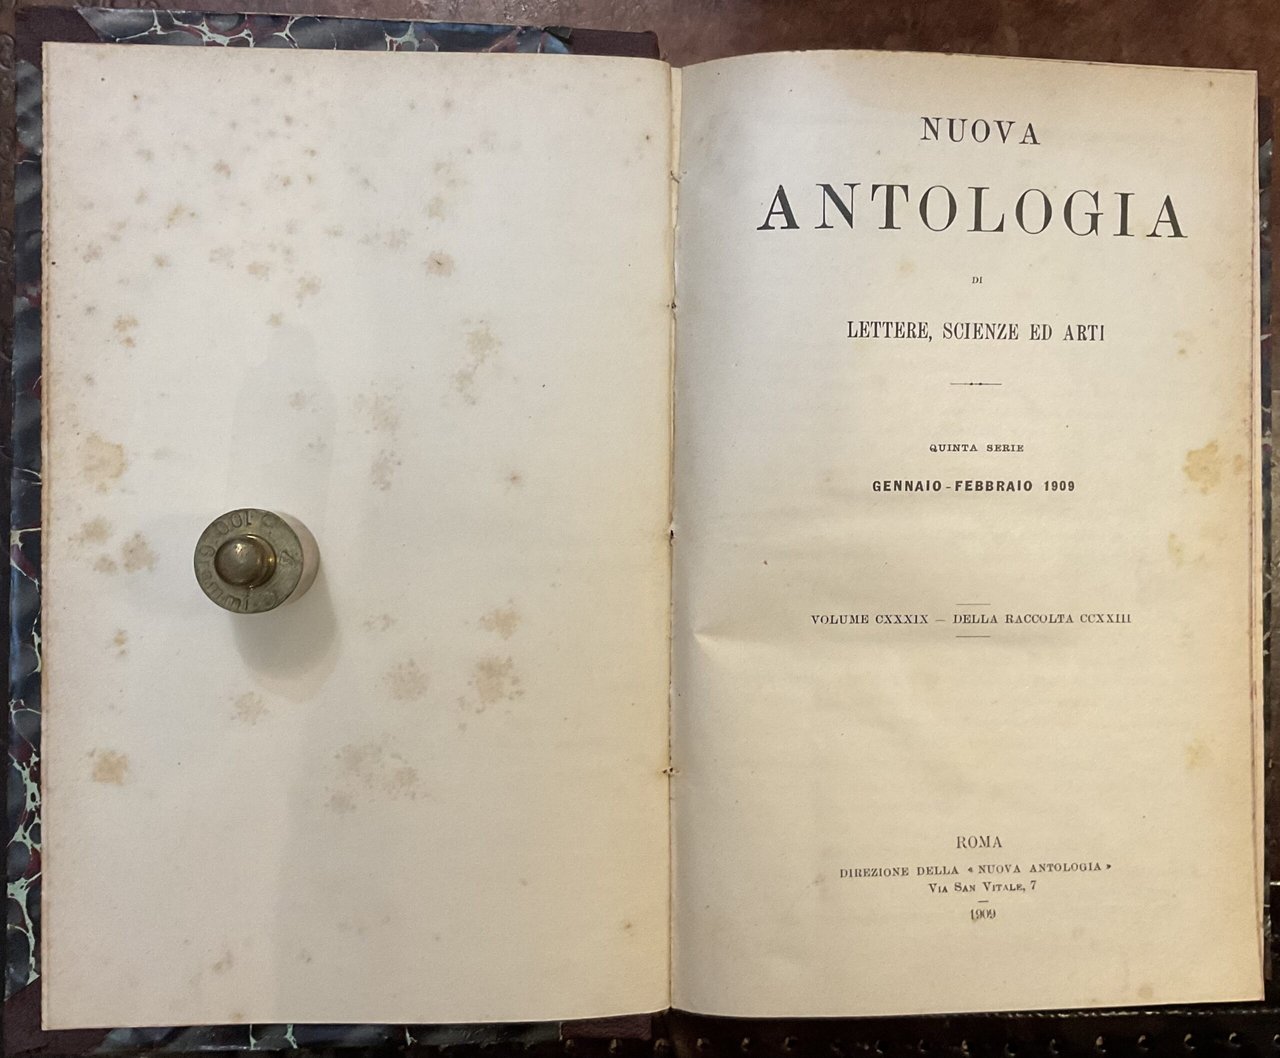 NUOVA
ANTOLOGIA
DI
LETTERE, SCIENZE ED ARTI
QUINTA SERIE
GENNAIO - FEBBRAIO 1909
VOLUME CXXXIX — DELLA RACCOLTA CCXXIII
ROMA
DIREZIONE DELLA « NUOVA ANTOLOGIA »
VIA SAN VITALE, 7
1909
100